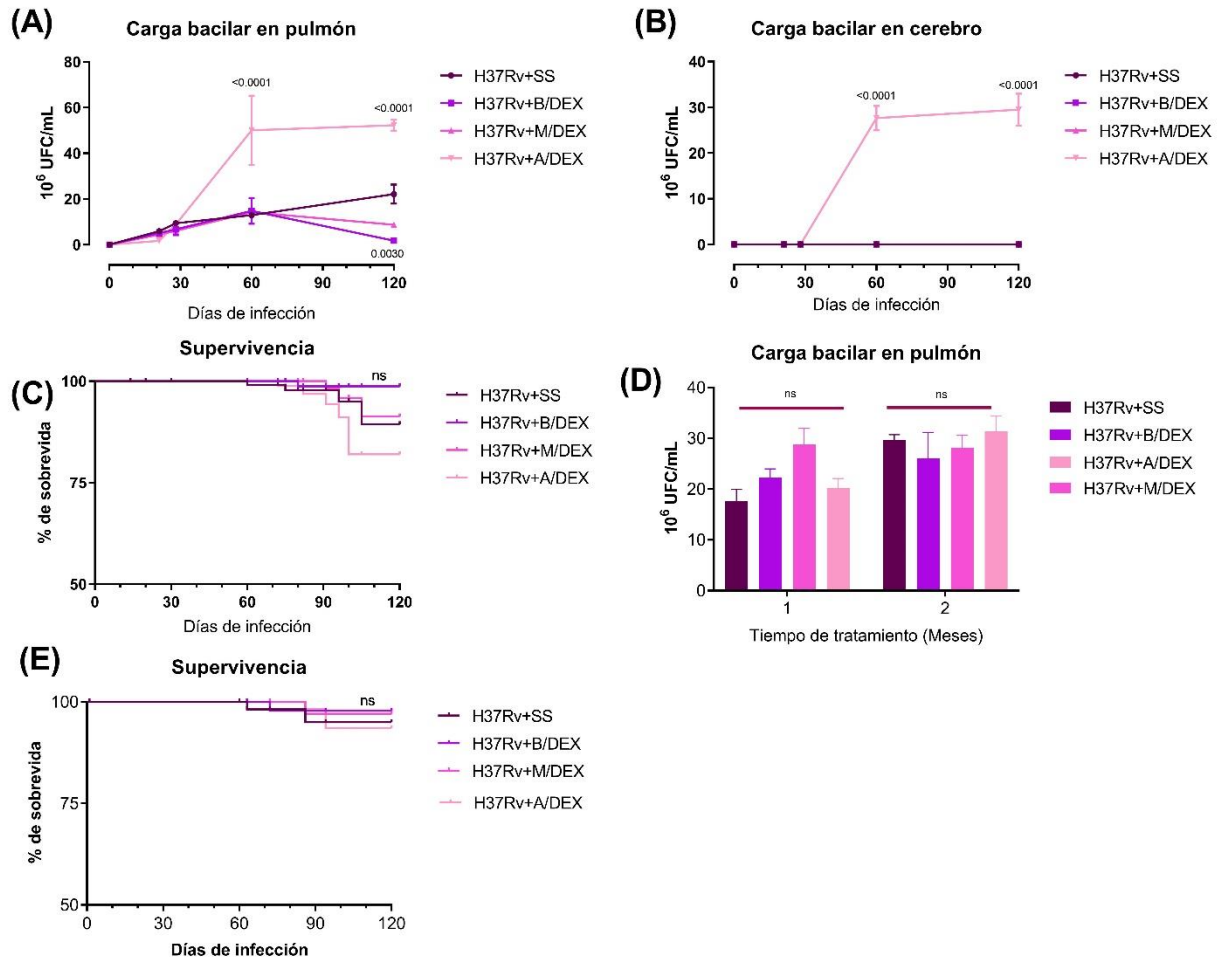 (A)
Carga bacilar en pulmón
80
60
40
20
0
10⁶ UFC/mL
<0.0001
<0.0001
0.0030
0 30 60 90 120
Días de infección
H37Rv+SS
H37Rv+B/DEX
H37Rv+M/DEX
H37Rv+A/DEX
(B)
Carga bacilar en cerebro
40
30
20
10
0
10⁶ UFC/mL
<0.0001
<0.0001
0 30 60 90 120
Días de infección
H37Rv+SS
H37Rv+B/DEX
H37Rv+M/DEX
H37Rv+A/DEX
(C)
Supervivencia
100
75
50
% de sobrevida
ns
0 30 60 90 120
Días de infección
H37Rv+SS
H37Rv+B/DEX
H37Rv+M/DEX
H37Rv+A/DEX
(D)
Carga bacilar en pulmón
40
30
20
10
0
10⁶ UFC/mL
ns ns
1 2
Tiempo de tratamiento (Meses)
H37Rv+SS
H37Rv+B/DEX
H37Rv+A/DEX
H37Rv+M/DEX
(E)
Supervivencia
100
75
50
% de sobrevida
ns
0 30 60 90 120
Días de infección
H37Rv+SS
H37Rv+B/DEX
H37Rv+M/DEX
H37Rv+A/DEX